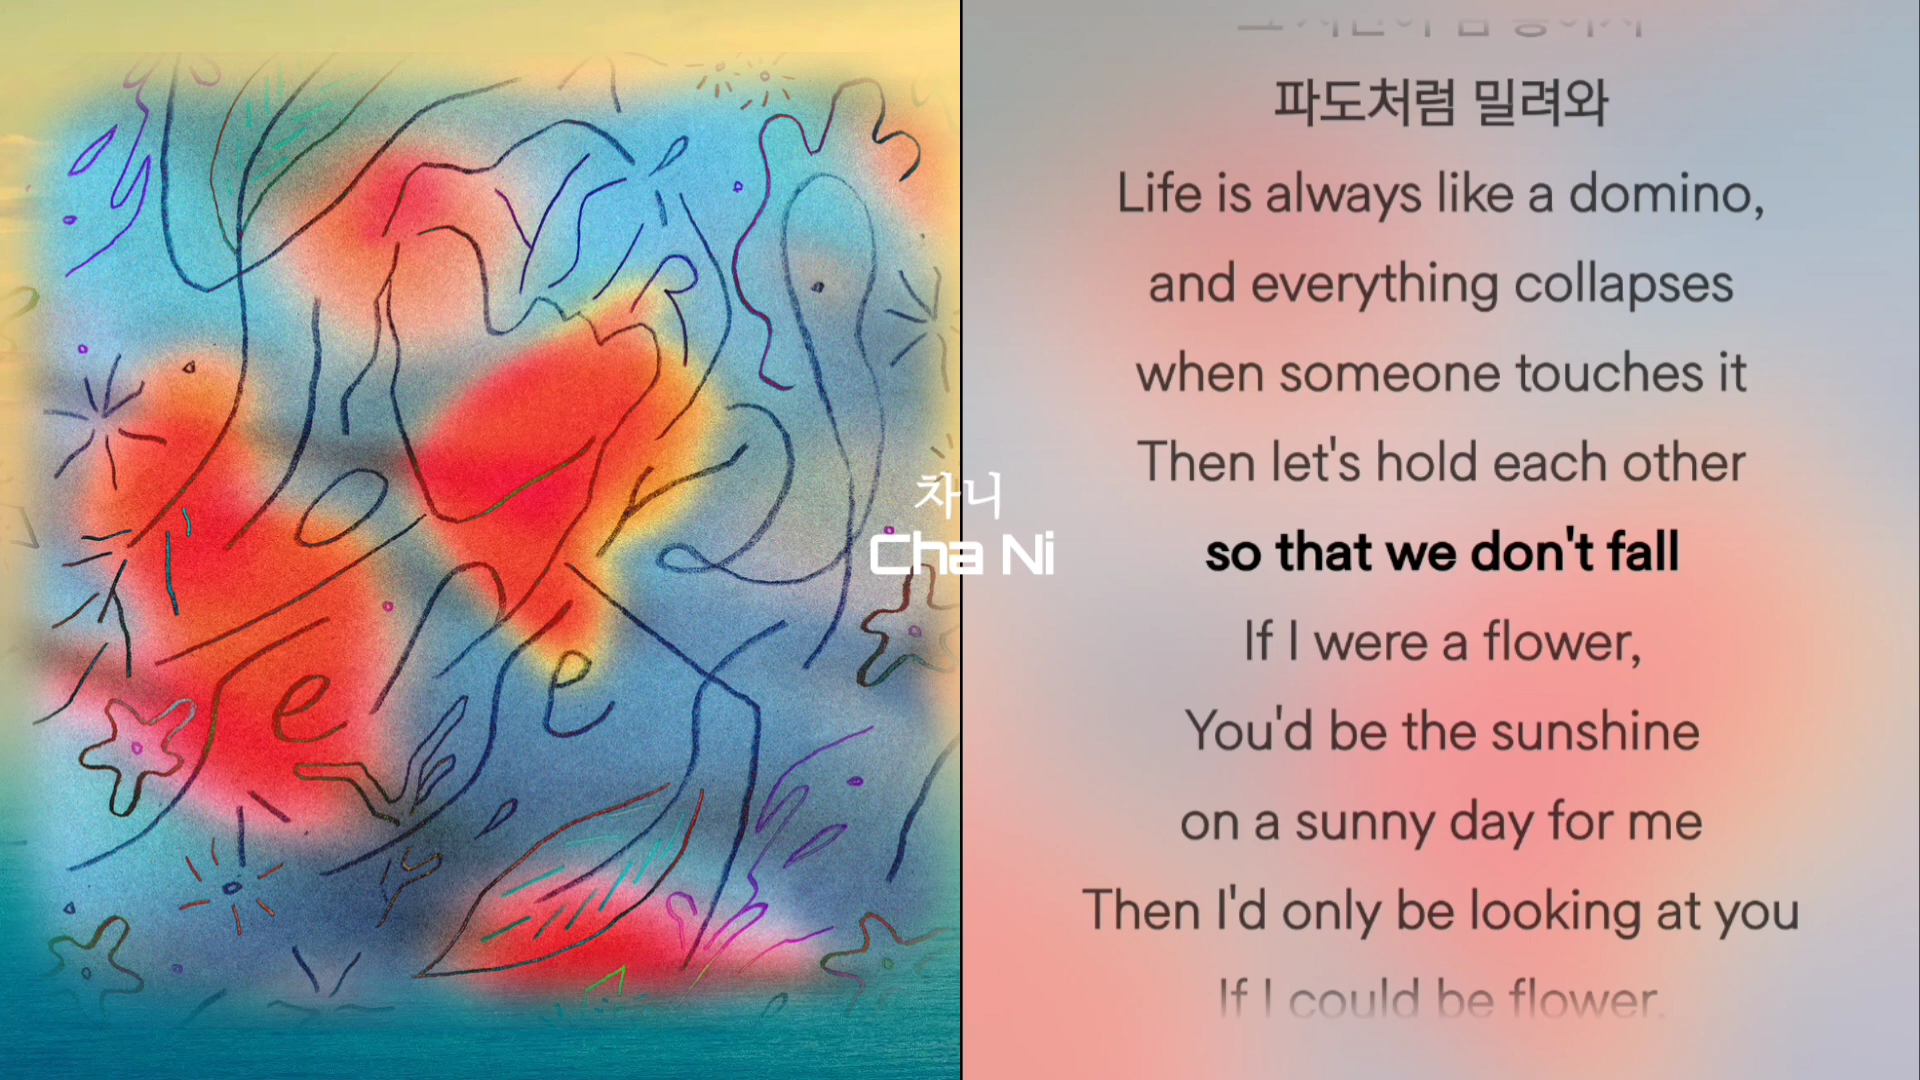 파도처럼 밀려와
Life is always like a domino,
and everything collapses
when someone touches it
Then let's hold each other
차니
Cha Ni
so that we don't fall
If I were a flower,
You'd be the sunshine
on a sunny day for me
Then I'd only be looking at you
If I could be flower.